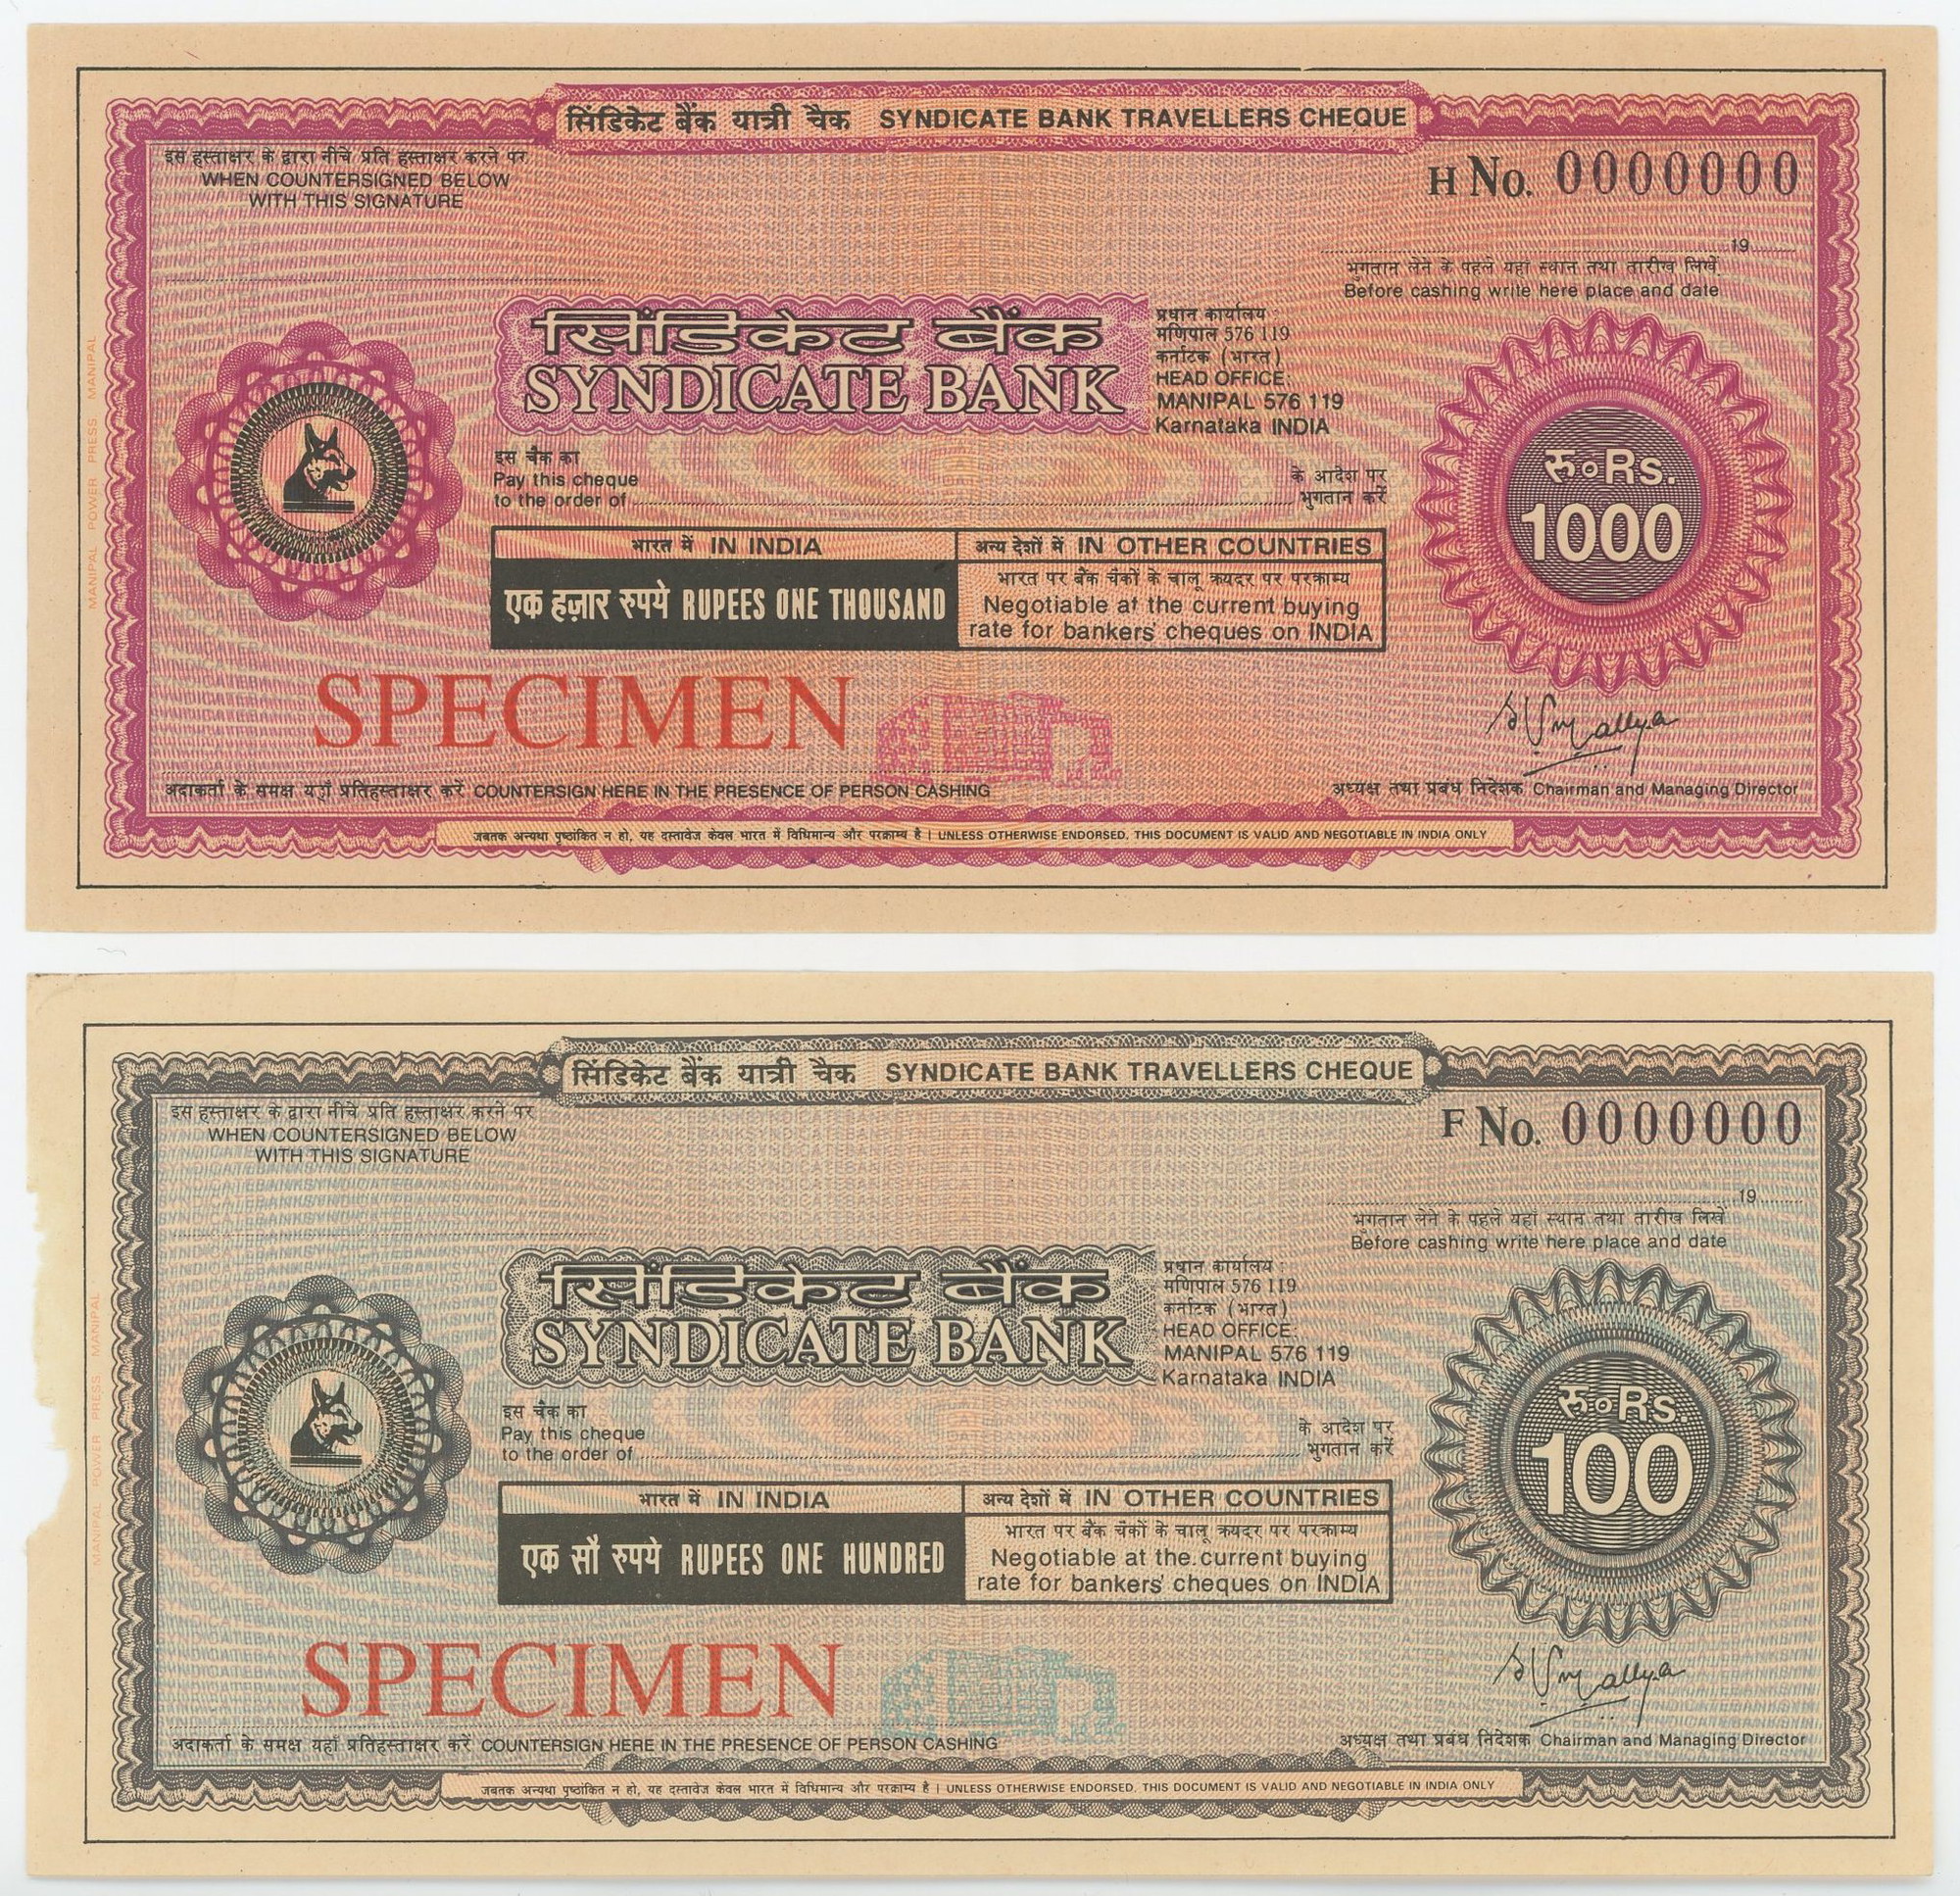 सिंडिकेट बैंक यात्री चैक SYNDICATE BANK TRAVELLERS CHEQUE
इस हस्ताक्षर के द्वारा नीचे प्रति हस्ताक्षर करने पर
WHEN COUNTERSIGNED BELOW
WITH THIS SIGNATURE
H No. 0000000
19
भगतान लेने के पहले यहां स्थान तथा तारीख लिखें
Before cashing write here place and date
सिंडिकेट बैंक
SYNDICATE BANK
प्रधान कार्यालय :
मणिपाल 576 119
कर्नाटक (भारत)
HEAD OFFICE:
MANIPAL 576 119
Karnataka INDIA
रु॰Rs.
1000
इस चैक का
Pay this cheque
to the order of
के आदेश पर
भुगतान करें
भारत में IN INDIA
अन्य देशों में IN OTHER COUNTRIES
एक हज़ार रुपये RUPEES ONE THOUSAND
भारत पर बैंक चैकों के चालू क्रयदर पर परक्राम्य
Negotiable at the current buying
rate for bankers' cheques on INDIA
SPECIMEN
अदाकर्ता के समक्ष यहाँ प्रतिहस्ताक्षर करें COUNTERSIGN HERE IN THE PRESENCE OF PERSON CASHING
अध्यक्ष तथा प्रबंध निदेशक Chairman and Managing Director
जबतक अन्यथा पृष्ठांकित न हो, यह दस्तावेज केवल भारत में विधिमान्य और परक्राम्य है | UNLESS OTHERWISE ENDORSED, THIS DOCUMENT IS VALID AND NEGOTIABLE IN INDIA ONLY
MANIPAL POWER PRESS MANIPAL
सिंडिकेट बैंक यात्री चैक SYNDICATE BANK TRAVELLERS CHEQUE
इस हस्ताक्षर के द्वारा नीचे प्रति हस्ताक्षर करने पर
WHEN COUNTERSIGNED BELOW
WITH THIS SIGNATURE
F No. 0000000
19
भगतान लेने के पहले यहां स्थान तथा तारीख लिखें
Before cashing write here place and date
सिंडिकेट बैंक
SYNDICATE BANK
प्रधान कार्यालय :
मणिपाल 576 119
कर्नाटक (भारत)
HEAD OFFICE:
MANIPAL 576 119
Karnataka INDIA
रु॰Rs.
100
इस चैक का
Pay this cheque
to the order of
के आदेश पर
भुगतान करें
भारत में IN INDIA
अन्य देशों में IN OTHER COUNTRIES
एक सौ रुपये RUPEES ONE HUNDRED
भारत पर बैंक चैकों के चालू क्रयदर पर परक्राम्य
Negotiable at the current buying
rate for bankers' cheques on INDIA
SPECIMEN
अदाकर्ता के समक्ष यहाँ प्रतिहस्ताक्षर करें COUNTERSIGN HERE IN THE PRESENCE OF PERSON CASHING
अध्यक्ष तथा प्रबंध निदेशक Chairman and Managing Director
जबतक अन्यथा पृष्ठांकित न हो, यह दस्तावेज केवल भारत में विधिमान्य और परक्राम्य है | UNLESS OTHERWISE ENDORSED, THIS DOCUMENT IS VALID AND NEGOTIABLE IN INDIA ONLY
MANIPAL POWER PRESS. MANIPAL